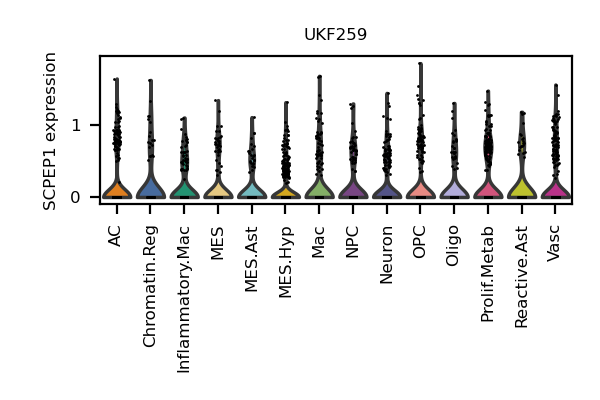 UKF259
SCPEP1 expression
1
0
AC
Chromatin.Reg
Inflammatory.Mac
MES
MES.Ast
MES.Hyp
Mac
NPC
Neuron
OPC
Oligo
Prolif.Metab
Reactive.Ast
Vasc